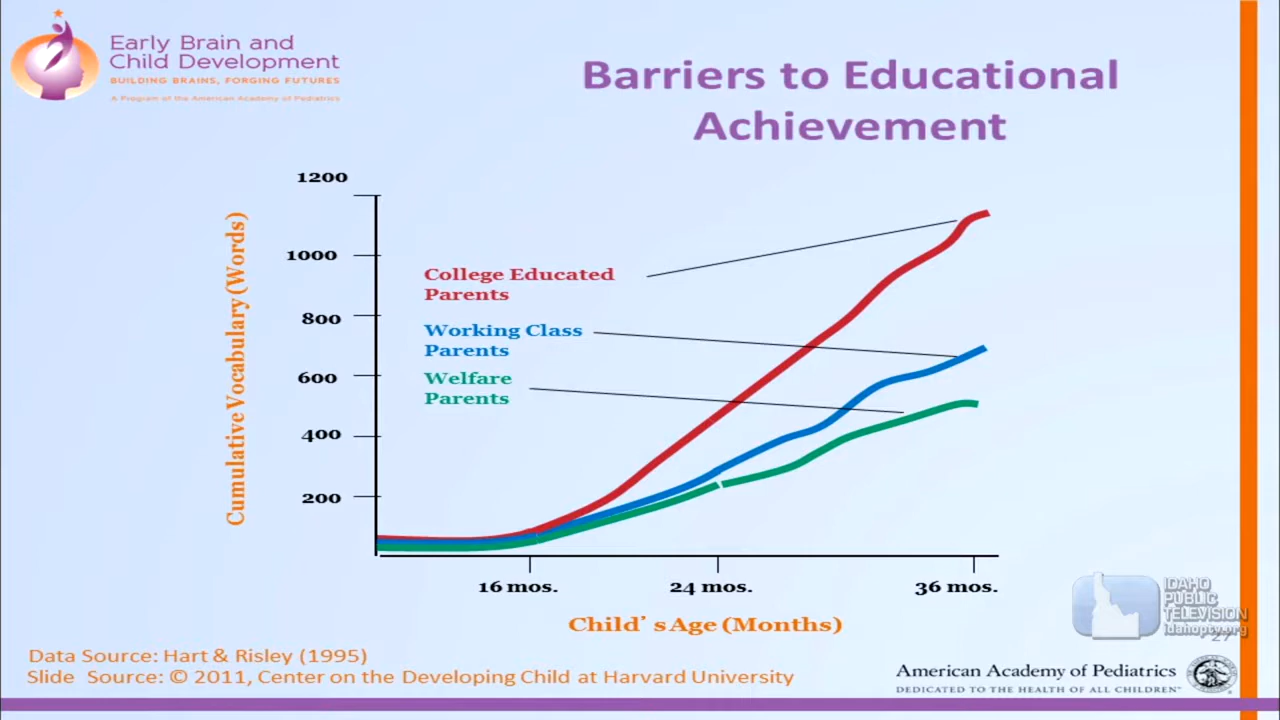 Early Brain and
Child Development
BUILDING BRAINS, FORGING FUTURES
A Program of the American Academy of Pediatrics
Barriers to Educational
Achievement
Cumulative Vocabulary (Words)
1200
1000
800
600
400
200
College Educated
Parents
Working Class
Parents
Welfare
Parents
16 mos.
24 mos.
36 mos.
Child' s Age (Months)
IDAHO
PUBLIC
TELEVISION
idahoptv.org
27
Data Source: Hart & Risley (1995)
Slide Source: © 2011, Center on the Developing Child at Harvard University
American Academy of Pediatrics
DEDICATED TO THE HEALTH OF ALL CHILDREN™